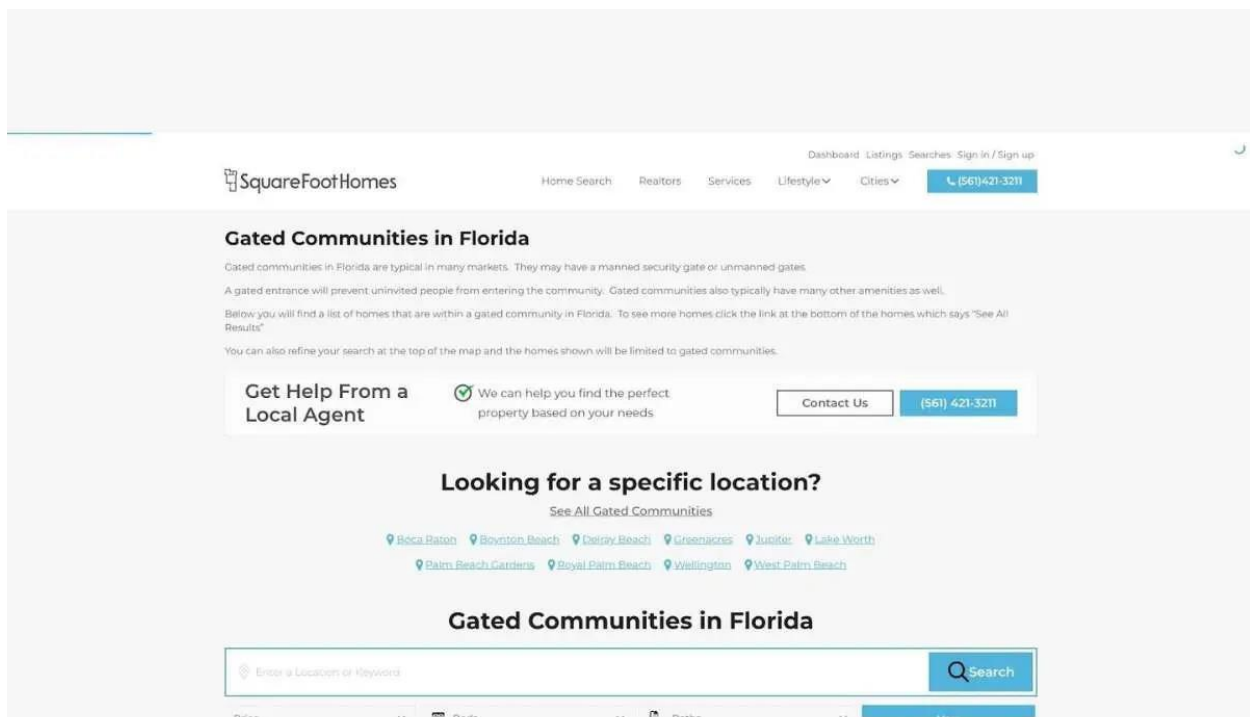 Dashboard Listings Searches Sign in / Sign up
SquareFootHomes
Home Search Realtors Services Lifestyle Cities (561)421-3211
Gated Communities in Florida
Gated communities in Florida are typical in many markets. They may have a manned security gate or unmanned gates.
A gated entrance will prevent uninvited people from entering the community. Gated communities also typically have many other amenities as well.
Below you will find a list of homes that are within a gated community in Florida. To see more homes click the link at the bottom of the homes which says "See All
Results"
You can also refine your search at the top of the map and the homes shown will be limited to gated communities.
Get Help From a
Local Agent
We can help you find the perfect
property based on your needs
Contact Us
(561) 421-3211
Looking for a specific location?
See All Gated Communities
Boca Raton Boynton Beach Delray Beach Greenacres Jupiter Lake Worth
Palm Beach Gardens Royal Palm Beach Wellington West Palm Beach
Gated Communities in Florida
Enter a Location or Keyword
Search